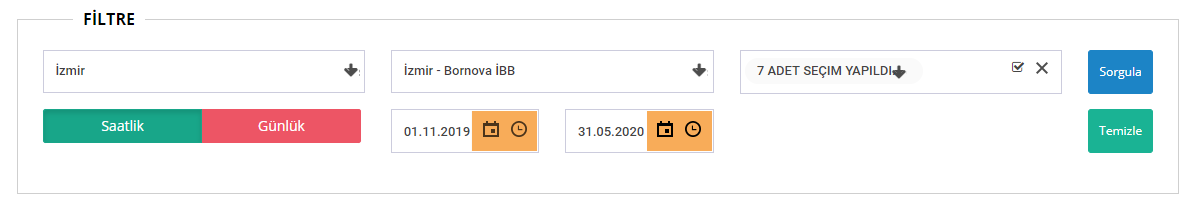 FİLTRE
İzmir
İzmir - Bornova İBB
7 ADET SEÇIM YAPILDI
Sorgula
Saatlik
Günlük
01.11.2019
31.05.2020
Temizle